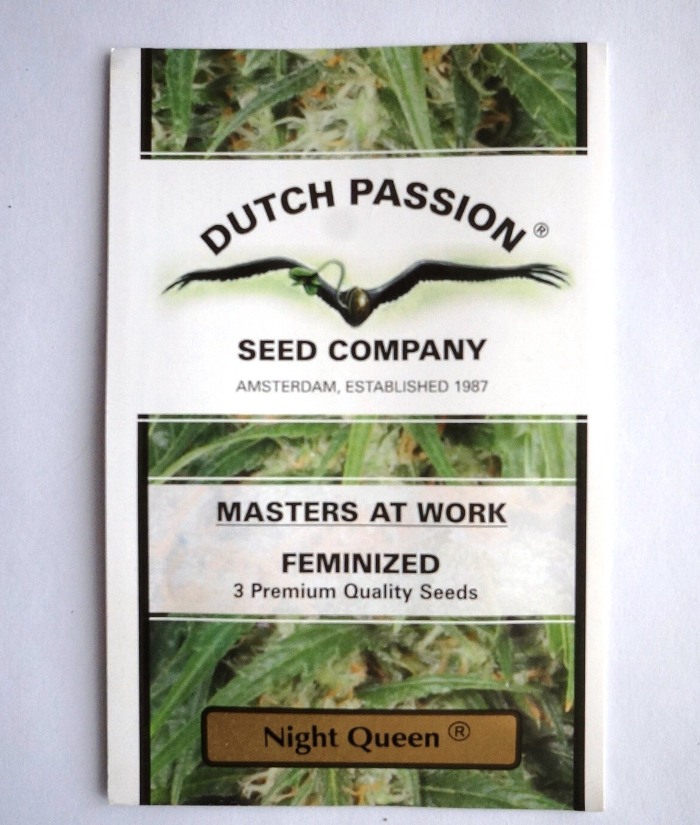 DUTCH PASSION ®
SEED COMPANY
AMSTERDAM, ESTABLISHED 1987
MASTERS AT WORK
FEMINIZED
3 Premium Quality Seeds
Night Queen ®